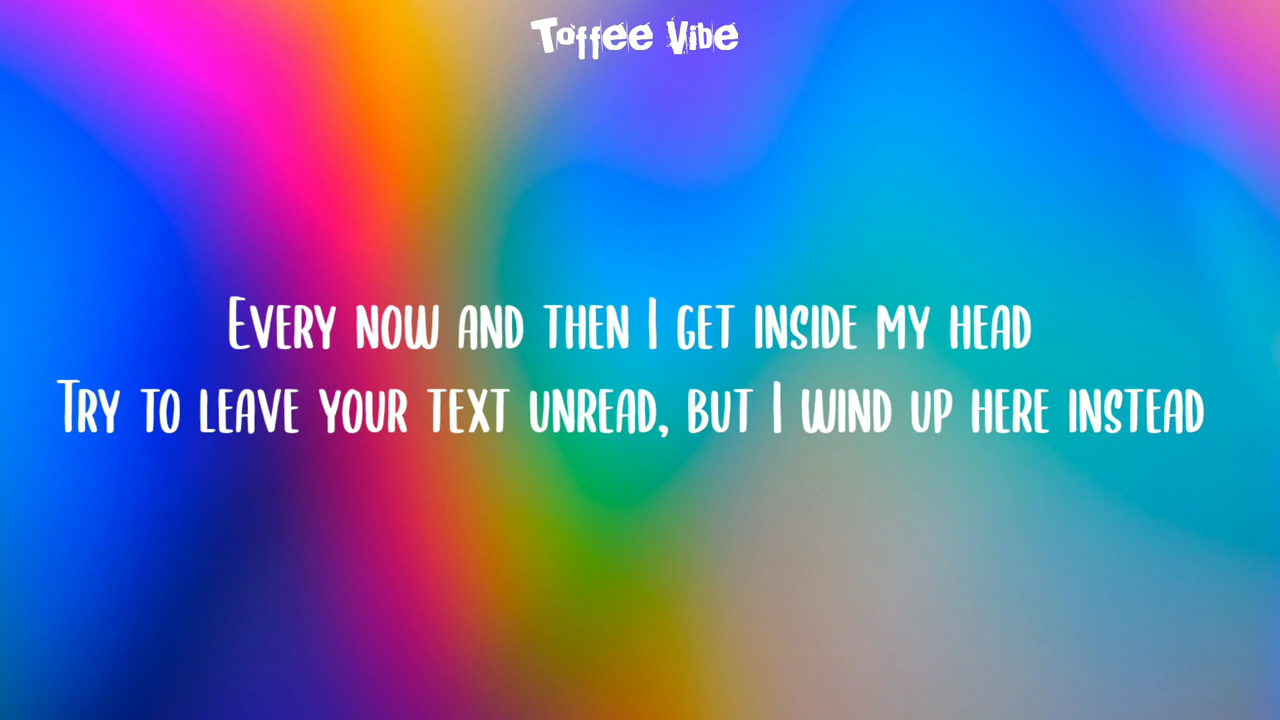 Toffee Vibe
Every now and then I get inside my head
Try to leave your text unread, but I wind up here instead